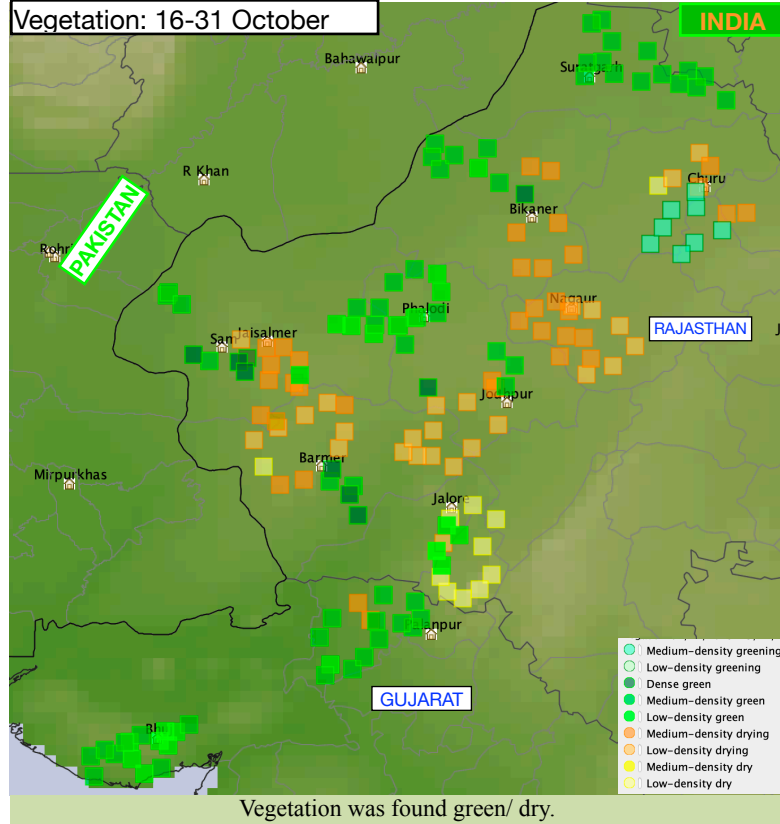 Vegetation: 16-31 October
INDIA
Bahawalpur
Suratgarh
R Khan
Churu
PAKISTAN
Bikaner
Rohri
Nagaur
Phalodi
RAJASTHAN
Sam
Jaisalmer
Jodhpur
Barmer
Mirpurkhas
Jalore
Palanpur
GUJARAT
Medium-density greening
Low-density greening
Dense green
Medium-density green
Low-density green
Medium-density drying
Low-density drying
Medium-density dry
Low-density dry
Vegetation was found green/ dry.